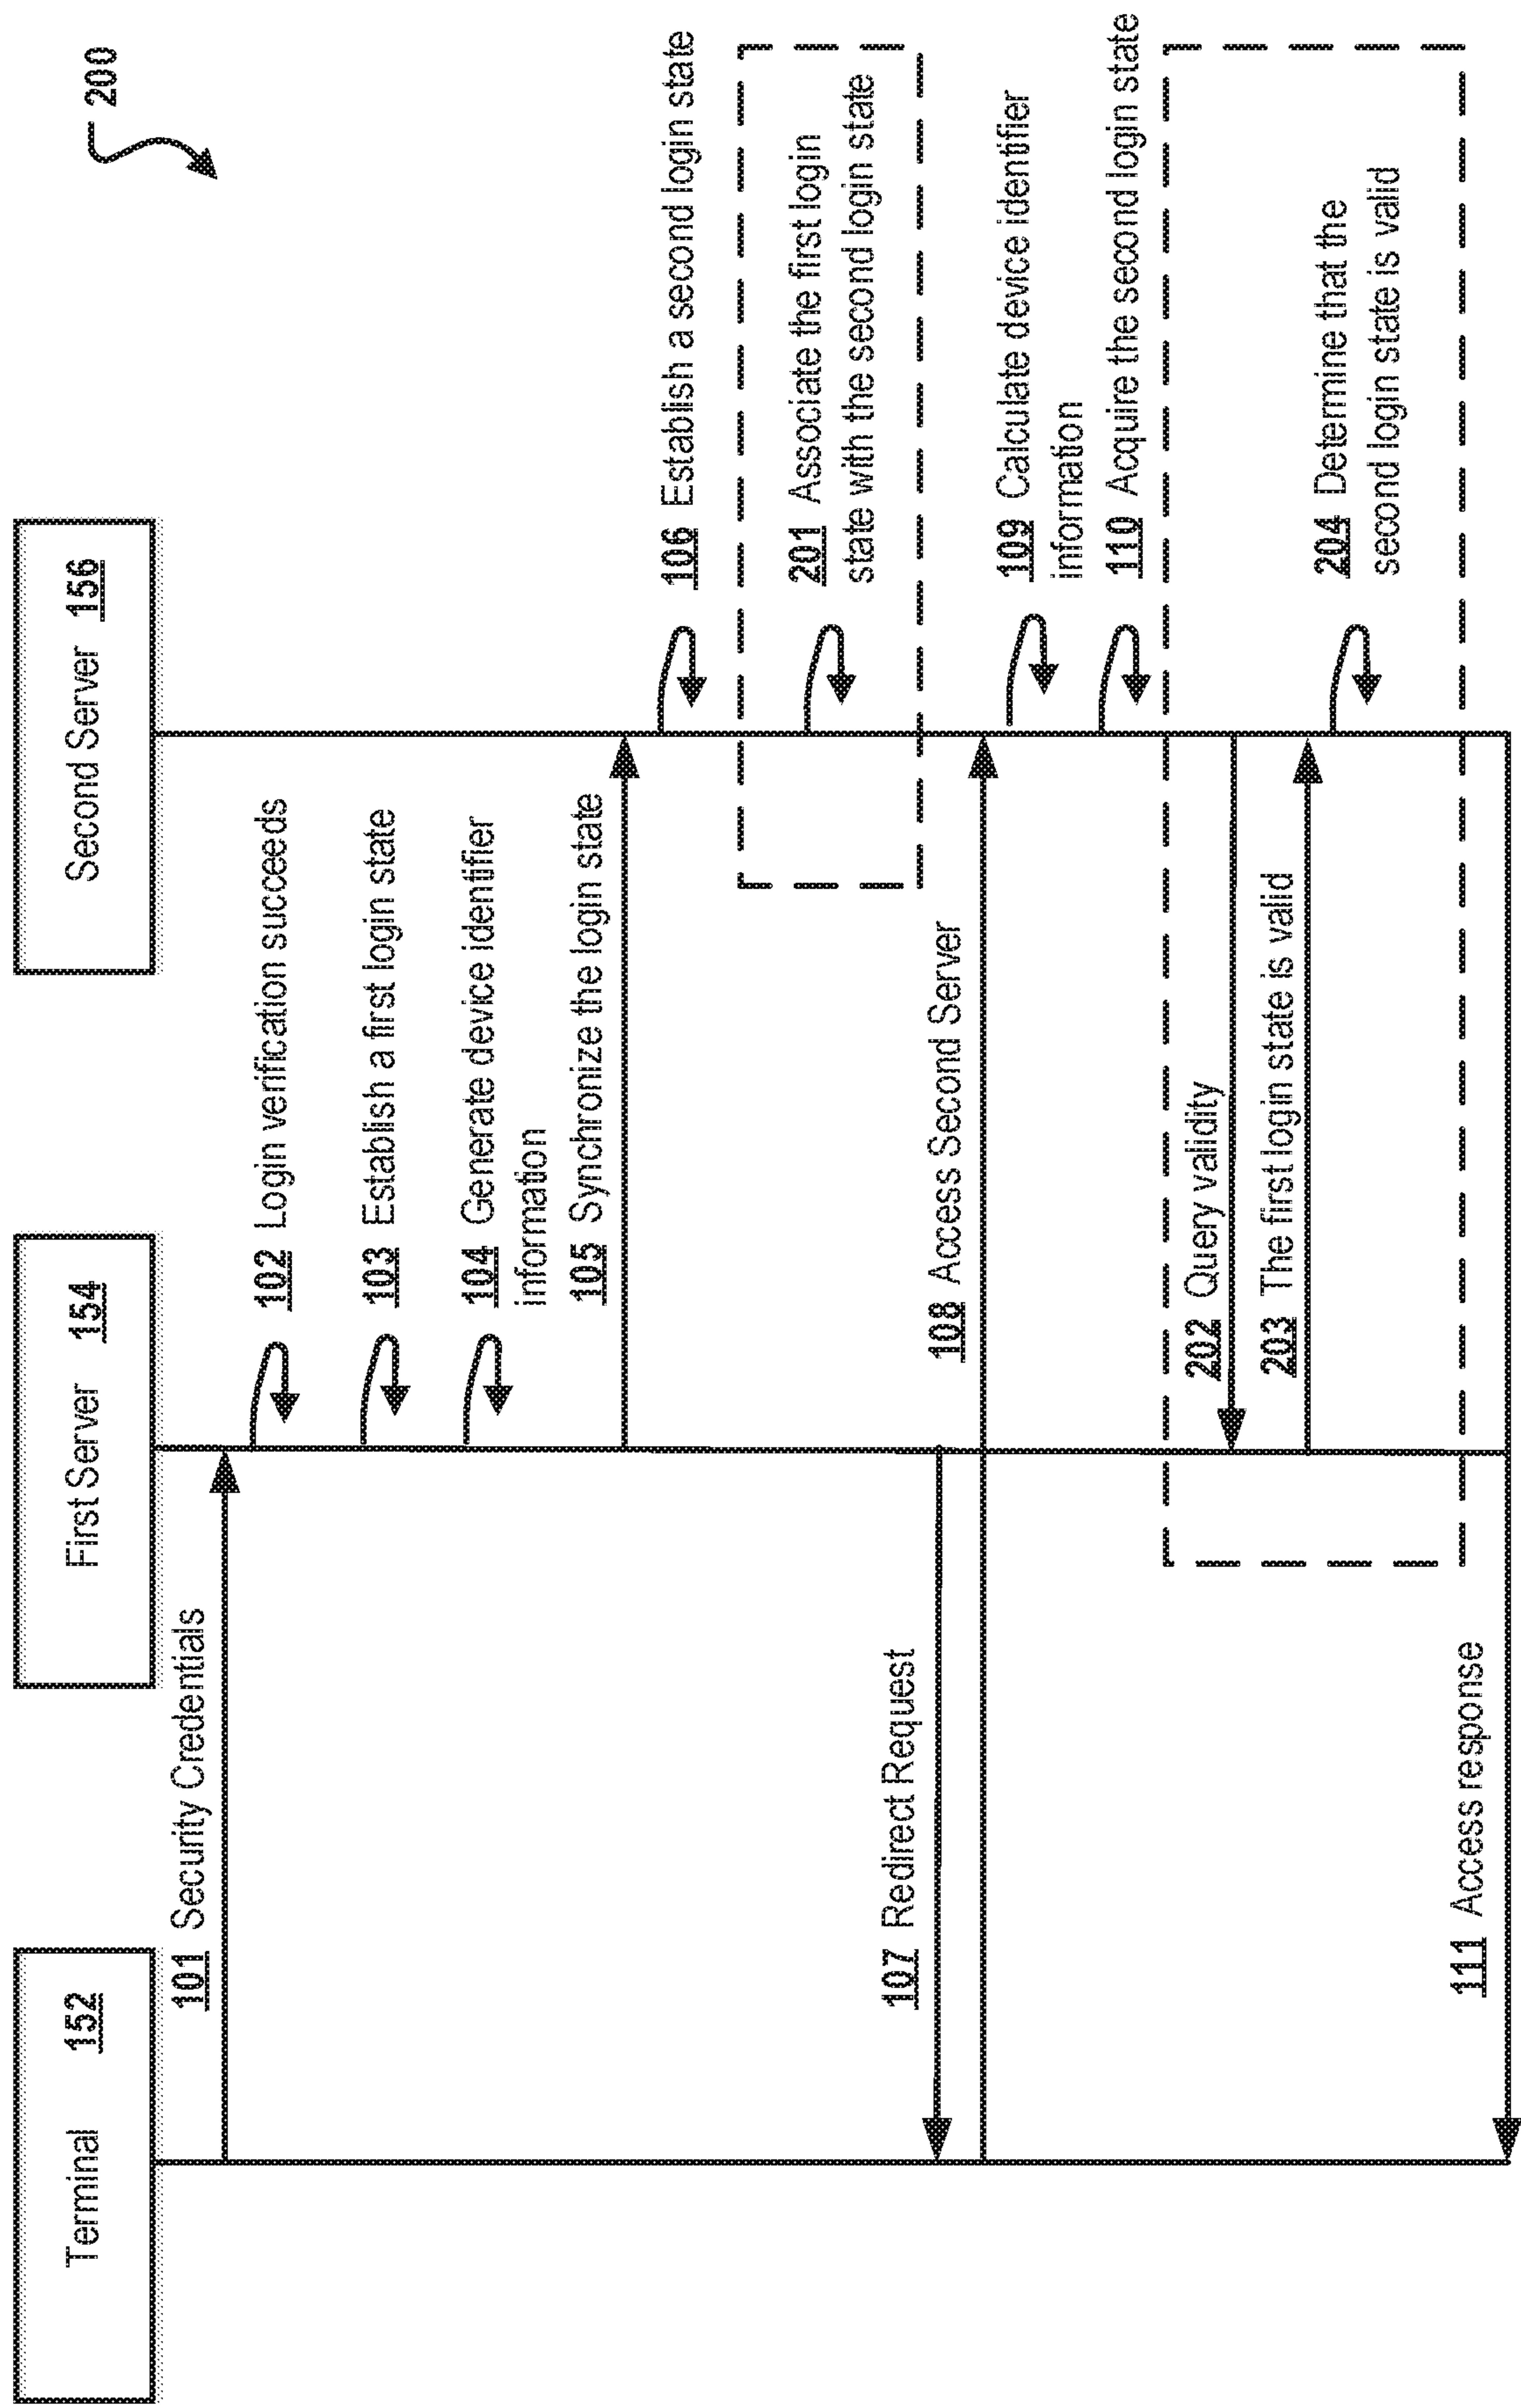 200
Terminal 152
First Server 154
Second Server 156
101 Security Credentials
102 Login verification succeeds
103 Establish a first login state
104 Generate device identifier
information
105 Synchronize the login state
106 Establish a second login state
201 Associate the first login
state with the second login state
107 Redirect Request
108 Access Second Server
109 Calculate device identifier
information
110 Acquire the second login state
202 Query validity
203 The first login state is valid
204 Determine that the
second login state is valid
111 Access response